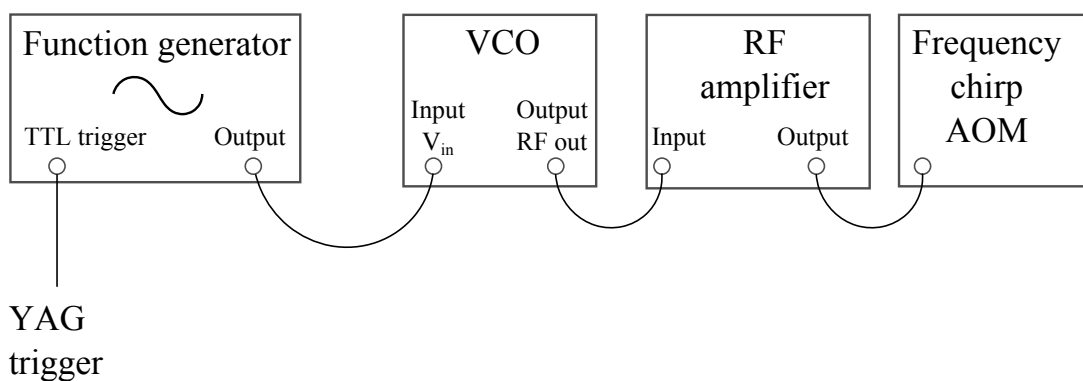 Function generator
TTL trigger
Output
VCO
Input
Vin
Output
RF out
RF
amplifier
Input
Output
Frequency
chirp
AOM
YAG
trigger